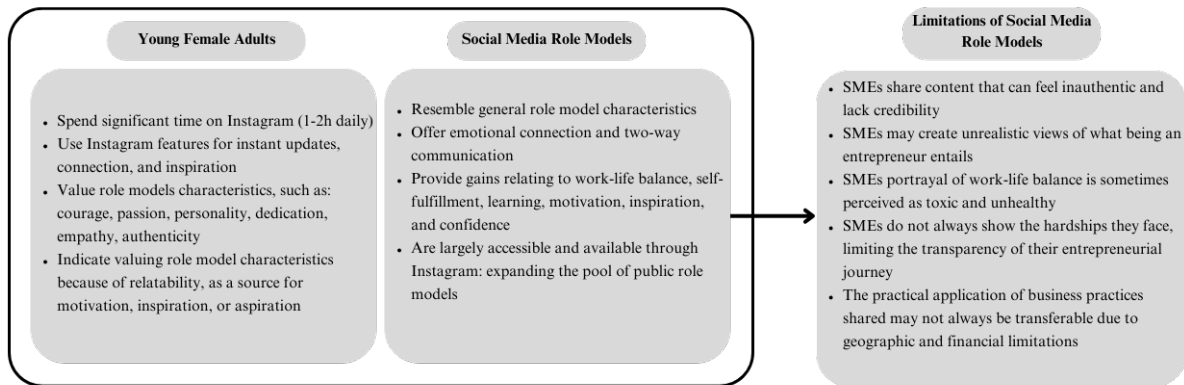 Young Female Adults
• Spend significant time on Instagram (1-2h daily)
• Use Instagram features for instant updates,
connection, and inspiration
• Value role models characteristics, such as:
courage, passion, personality, dedication,
empathy, authenticity
• Indicate valuing role model characteristics
because of relatability, as a source for
motivation, inspiration, or aspiration
Social Media Role Models
• Resemble general role model characteristics
• Offer emotional connection and two-way
communication
• Provide gains relating to work-life balance, self-
fulfillment, learning, motivation, inspiration,
and confidence
• Are largely accessible and available through
Instagram: expanding the pool of public role
models
Limitations of Social Media
Role Models
• SMEs share content that can feel inauthentic and
lack credibility
• SMEs may create unrealistic views of what being an
entrepreneur entails
• SMEs portrayal of work-life balance is sometimes
perceived as toxic and unhealthy
• SMEs do not always show the hardships they face,
limiting the transparency of their entrepreneurial
journey
• The practical application of business practices
shared may not always be transferable due to
geographic and financial limitations